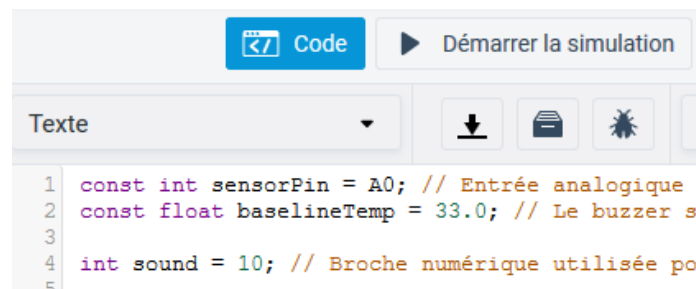 Code
Démarrer la simulation
Texte
1 const int sensorPin = A0; // Entrée analogique
2 const float baselineTemp = 33.0; // Le buzzer s
3
4 int sound = 10; // Broche numérique utilisée po
5